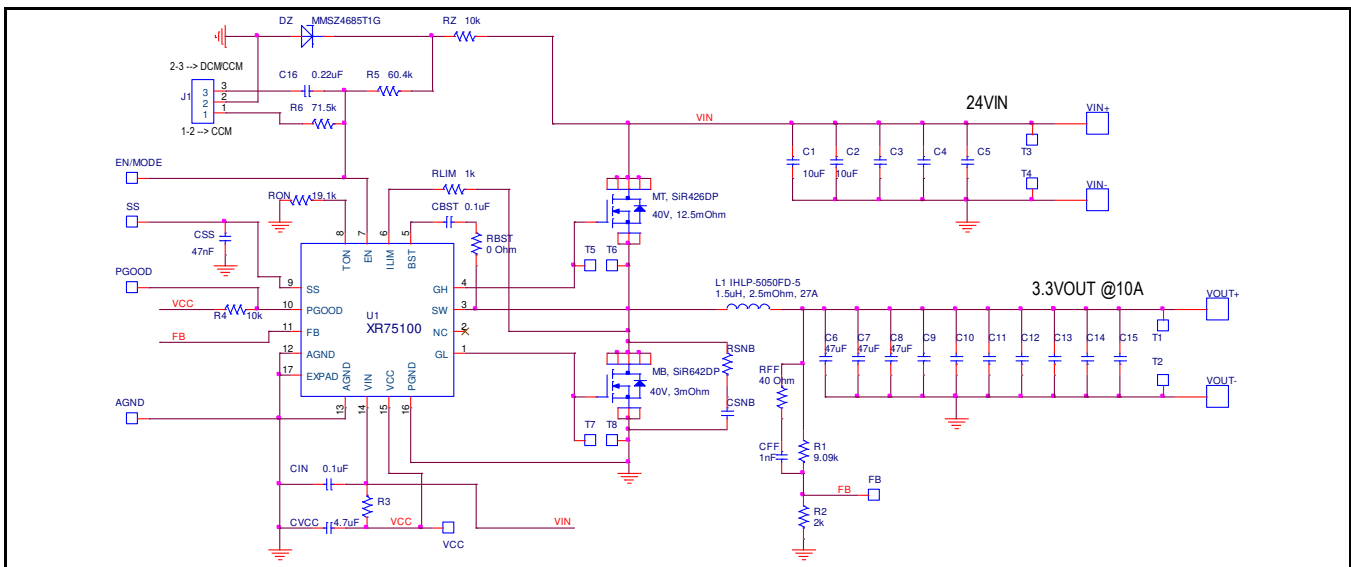 DZ MMSZ4685T1G
RZ 10k
2-3 --> DCM/CCM
C16 0.22uF
R5 60.4k
J1
3
2
1
3
2
1
R6 71.5k
1-2 --> CCM
24VIN
VIN
VIN+
T3
T4
VIN-
C1
10uF
C2
10uF
C3
C4
C5
EN/MODE
RLIM 1k
MT, SiR426DP
40V, 12.5mOhm
RON 19.1k
CBST 0.1uF
SS
RBST
0 Ohm
CSS
47nF
8
7
6
5
TON
EN
ILIM
BST
T5 T6
PGOOD
9
SS
GH
4
L1 IHLP-5050FD-5
1.5uH, 2.5mOhm, 27A
3.3VOUT @10A
VOUT+
VCC
R4 10k
10
PGOOD
SW
3
U1
XR75100
FB
11
FB
NC
2
12
AGND
GL
1
17
EXPAD
AGND
VIN
VCC
PGND
13
14
15
16
C6
47uF
C7
47uF
C8
47uF
C9
C10
C11
C12
C13
C14
C15
T1
T2
VOUT-
RSNB
CSNB
RFF
40 Ohm
MB, SiR642DP
40V, 3mOhm
AGND
T7 T8
CFF
1nF
R1
9.09k
CIN 0.1uF
R3
FB
FB
R2
2k
CVCC 4.7uF
VCC
VCC
VIN